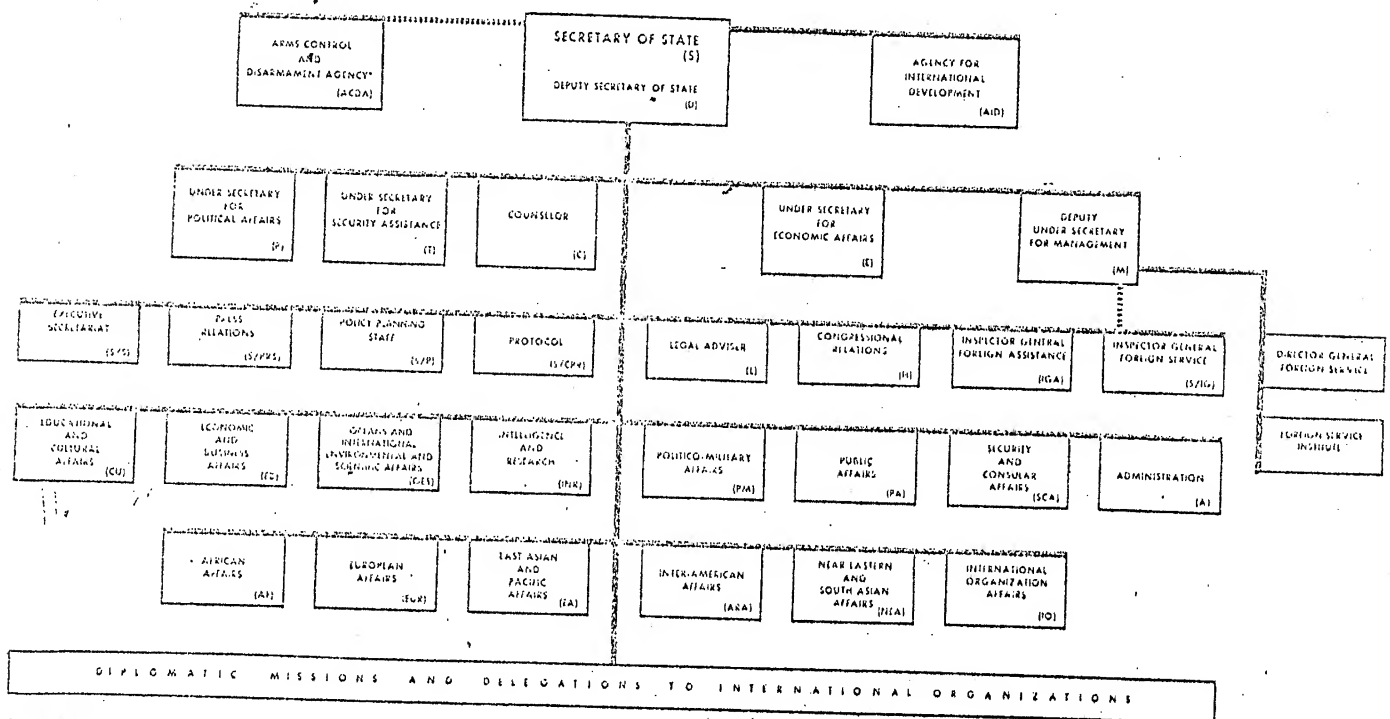 ARMS CONTROL
AND
DISARMAMENT AGENCY*
(ACDA)
SECRETARY OF STATE
(S)
DEPUTY SECRETARY OF STATE
(D)
AGENCY FOR
INTERNATIONAL
DEVELOPMENT
(AID)
UNDER SECRETARY
FOR
POLITICAL AFFAIRS
(P)
UNDER SECRETARY
FOR
SECURITY ASSISTANCE
(T)
COUNSELOR
(C)
UNDER SECRETARY
FOR
ECONOMIC AFFAIRS
(E)
DEPUTY
UNDER SECRETARY
FOR MANAGEMENT
(M)
EXECUTIVE
SECRETARIAT
(S/S)
PRESS
RELATIONS
(S/PRS)
POLICY PLANNING
STAFF
(S/P)
PROTOCOL
(S/CPR)
LEGAL ADVISER
(L)
CONGRESSIONAL
RELATIONS
(H)
INSPECTOR GENERAL
FOREIGN ASSISTANCE
(IGA)
INSPECTOR GENERAL
FOREIGN SERVICE
(S/IG)
DIRECTOR GENERAL
FOREIGN SERVICE
EDUCATIONAL
AND
CULTURAL
AFFAIRS
(CU)
ECONOMIC
AND
BUSINESS
AFFAIRS
(EB)
OCEANS AND
INTERNATIONAL
ENVIRONMENTAL AND
SCIENTIFIC AFFAIRS
(OES)
INTELLIGENCE
AND
RESEARCH
(INR)
POLITICO-MILITARY
AFFAIRS
(PM)
PUBLIC
AFFAIRS
(PA)
SECURITY
AND
CONSULAR
AFFAIRS
(SCA)
ADMINISTRATION
(A)
FOREIGN SERVICE
INSTITUTE
AFRICAN
AFFAIRS
(AF)
EUROPEAN
AFFAIRS
(EUR)
EAST ASIAN
AND
PACIFIC
AFFAIRS
(EA)
INTER-AMERICAN
AFFAIRS
(ARA)
NEAR EASTERN
AND
SOUTH ASIAN
AFFAIRS
(NEA)
INTERNATIONAL
ORGANIZATION
AFFAIRS
(IO)
DIPLOMATIC MISSIONS AND DELEGATIONS TO INTERNATIONAL ORGANIZATIONS